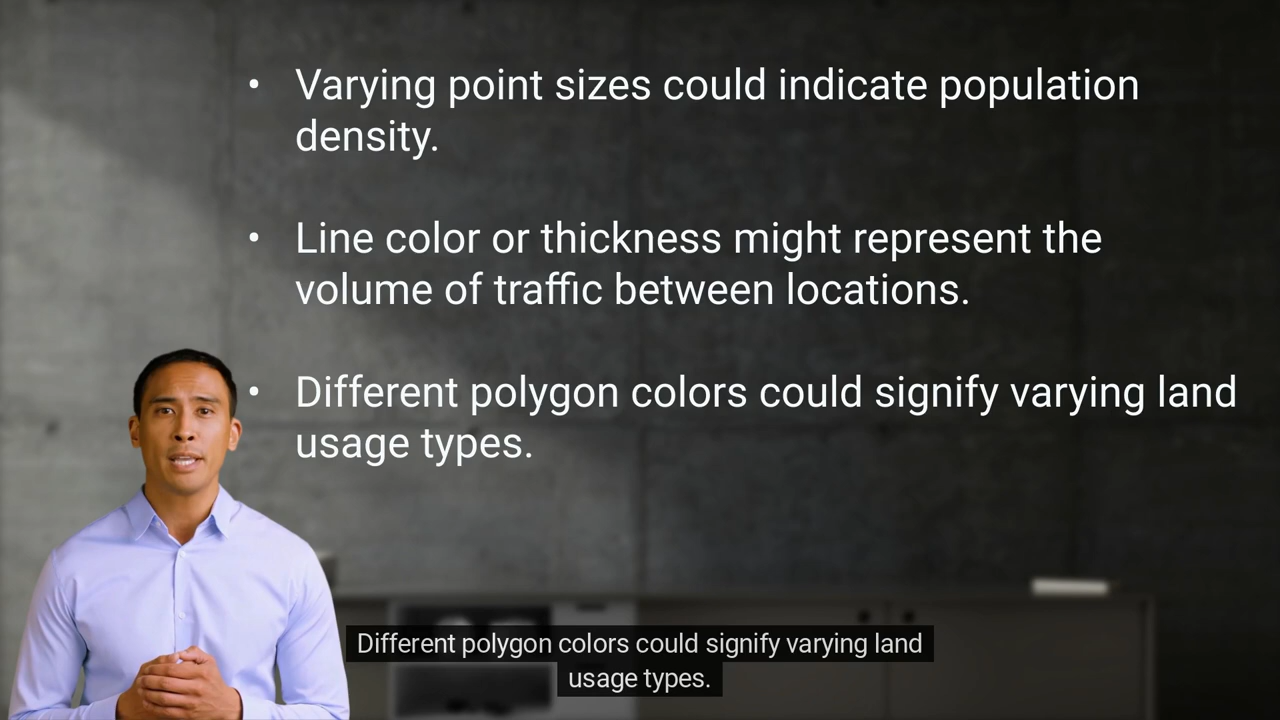 • Varying point sizes could indicate population
density.
• Line color or thickness might represent the
volume of traffic between locations.
• Different polygon colors could signify varying land
usage types.
Different polygon colors could signify varying land
usage types.